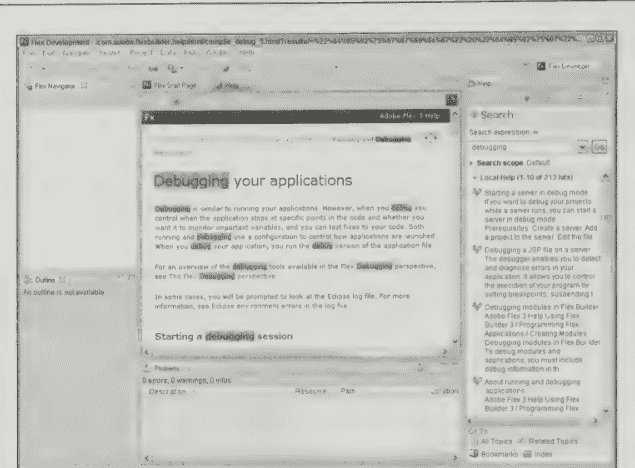 Flex Development - /com.adobe.flexbuilder.help/html/compile_debug_5.html?resultof=
Flex Development
Flex Navigator
Flex Start Page
Help
Help
Fx
Adobe Flex 3 Help
Debugging
Debugging your applications
Debugging is similar to running your applications. However, when you debug you
control when the application stops at specific points in the code and whether you
want it to monitor important variables, and you can test fixes to your code. Both
running and debugging use a configuration to control how applications are launched.
When you debug your application, you run the debug version of the application file
For an overview of the debugging tools available in the Flex Debugging perspective,
see The Flex Debugging perspective
In some cases, you will be prompted to look at the Eclipse log file. For more
information, see Eclipse environment errors in the log file
Starting a debugging session
Outline
An outline is not available
Problems
0 errors, 0 warnings, 0 infos
Description
Resource
Path
Location
Search
Search expression:
debugging
Go
Search scope Default
Local Help (1-10 of 213 hits)
Starting a server in debug mode
If you want to debug your projects
while a server runs, you can start a
server in debug mode
Prerequisites Create a server Add
a project to the server Edit the file
Debugging a JSP file on a server
The debugger enables you to detect
and diagnose errors in your
application. It allows you to control
the execution of your program by
setting breakpoints, suspending l
Debugging modules in Flex Builder
Adobe Flex 3 Help Using Flex
Builder 3 / Programming Flex
Applications / Creating Modules
Debugging modules in Flex Builder
To debug modules and
applications, you must include
debug information in th
About running and debugging
applications
Adobe Flex 3 Help Using Flex
Builder 3 / Programming Flex
Go To:
All Topics
Related Topics
Bookmarks
Index